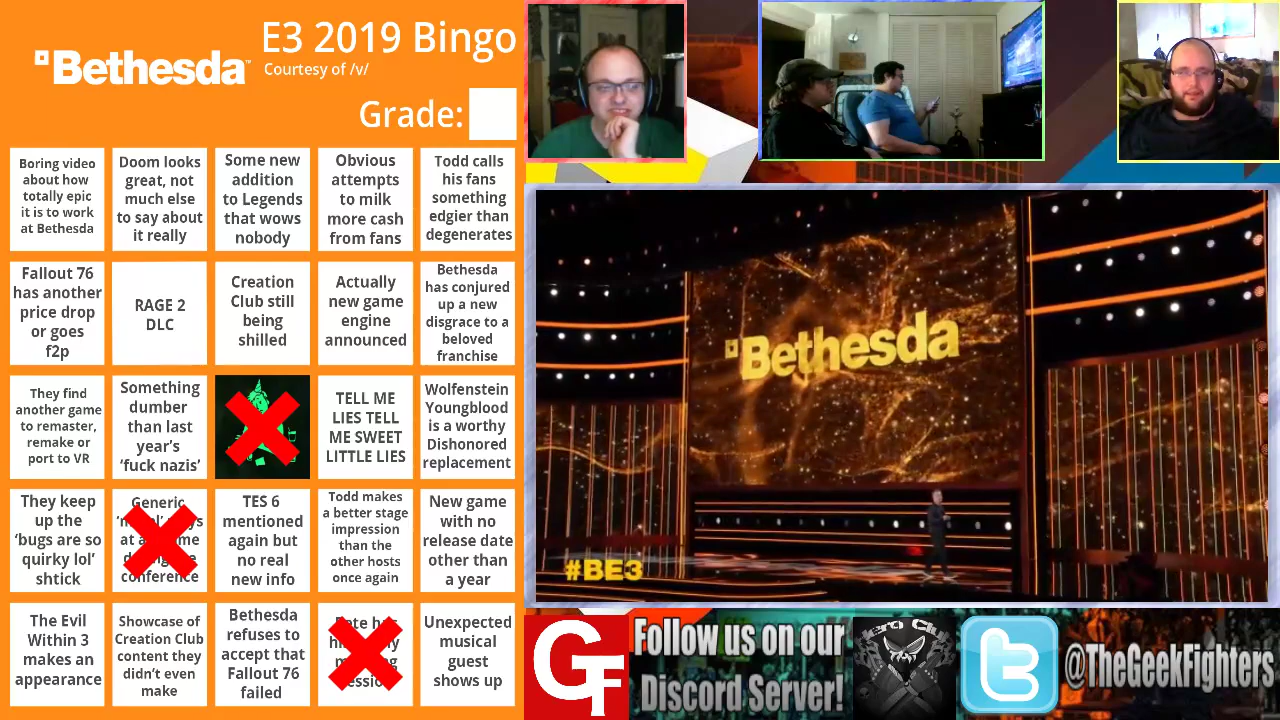 E3 2019 Bingo
Bethesda
Courtesy of /v/
Grade:
Boring video
about how
totally epic
it is to work
at Bethesda
Doom looks
great, not
much else
to say about
it really
Some new
addition
to Legends
that wows
nobody
Obvious
attempts
to milk
more cash
from fans
Todd calls
his fans
something
edgier than
degenerates
Fallout 76
has another
price drop
or goes
f2p
RAGE 2
DLC
Creation
Club still
being
shilled
Actually
new game
engine
announced
Bethesda
has conjured
up a new
disgrace to a
beloved
franchise
They find
another game
to remaster,
remake or
port to VR
Something
dumber
than last
year's
'fuck nazis'
TELL ME
LIES TELL
ME SWEET
LITTLE LIES
Wolfenstein
Youngblood
is a worthy
Dishonored
replacement
They keep
up the
'bugs are so
quirky lol'
shtick
Generic
at
conference
TES 6
mentioned
again but
no real
new info
Todd makes
a better stage
impression
than the
other hosts
once again
New game
with no
release date
other than
a year
The Evil
Within 3
makes an
appearance
Showcase of
Creation Club
content they
didn't even
make
Bethesda
refuses to
accept that
Fallout 76
failed
Unexpected
musical
guest
shows up
Bethesda
#BE3
GF
Follow us on our
Discord Server!
@TheGeekFighters